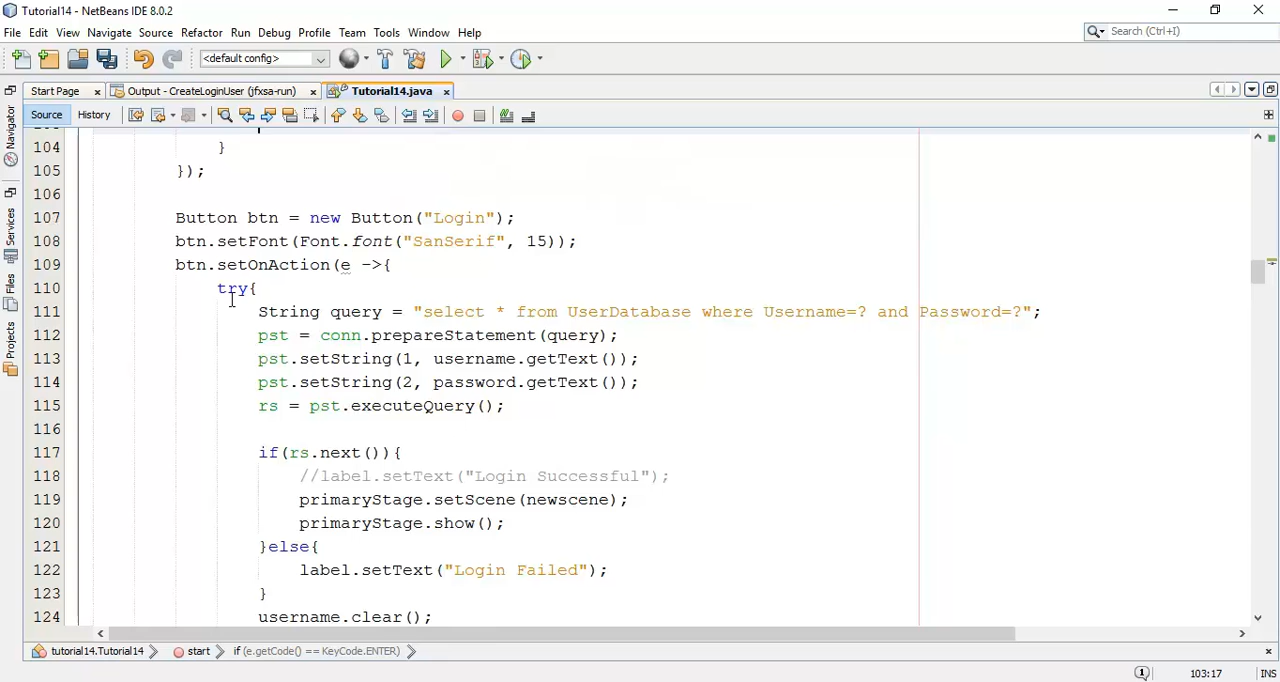 Tutorial14 - NetBeans IDE 8.0.2
File Edit View Navigate Source Refactor Run Debug Profile Team Tools Window Help
Search (Ctrl+I)
<default config>
Start Page Output - CreateLoginUser (jfxsa-run) Tutorial14.java
Source History
Navigator
Services
Files
Projects
104 }
105 });
106
107 Button btn = new Button("Login");
108 btn.setFont(Font.font("SanSerif", 15));
109 btn.setOnAction(e ->{
110 try{
111 String query = "select * from UserDatabase where Username=? and Password=?";
112 pst = conn.prepareStatement(query);
113 pst.setString(1, username.getText());
114 pst.setString(2, password.getText());
115 rs = pst.executeQuery();
116
117 if(rs.next()){
118 //label.setText("Login Successful");
119 primaryStage.setScene(newscene);
120 primaryStage.show();
121 }else{
122 label.setText("Login Failed");
123 }
124 username.clear();
tutorial14.Tutorial14 start if (e.getCode() == KeyCode.ENTER)
1 103:17 INS